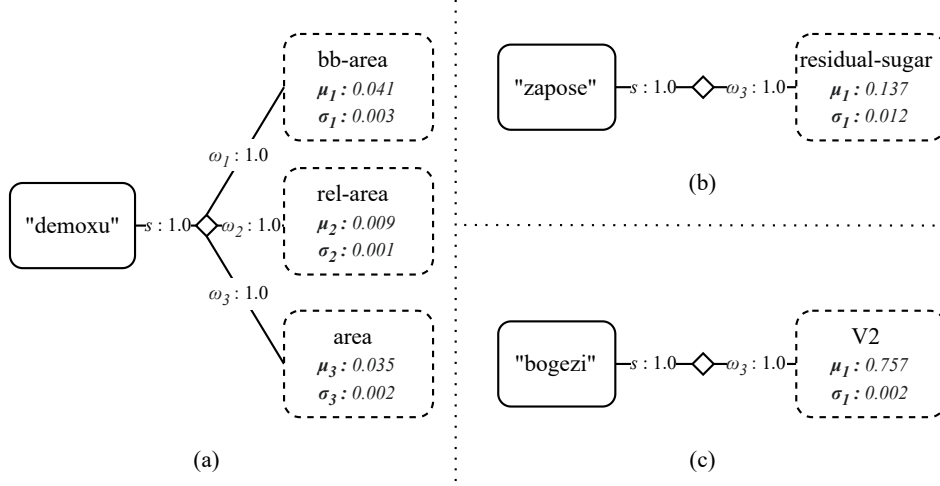 "demoxu"
s : 1.0
ω1 : 1.0
ω2 : 1.0
ω3 : 1.0
bb-area
μ1 : 0.041
σ1 : 0.003
rel-area
μ2 : 0.009
σ2 : 0.001
area
μ3 : 0.035
σ3 : 0.002
(a)
"zapose"
s : 1.0
ω3 : 1.0
residual-sugar
μ1 : 0.137
σ1 : 0.012
(b)
"bogezi"
s : 1.0
ω3 : 1.0
V2
μ1 : 0.757
σ1 : 0.002
(c)